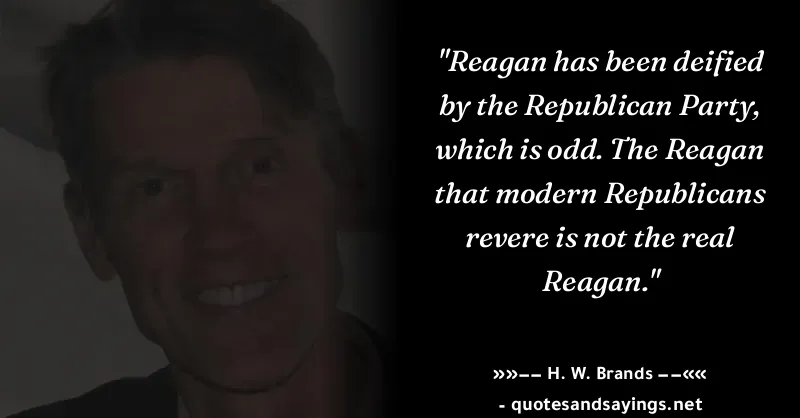 "Reagan has been deified
by the Republican Party,
which is odd. The Reagan
that modern Republicans
revere is not the real
Reagan."
»»−− H. W. Brands −−««
- quotesandsayings.net